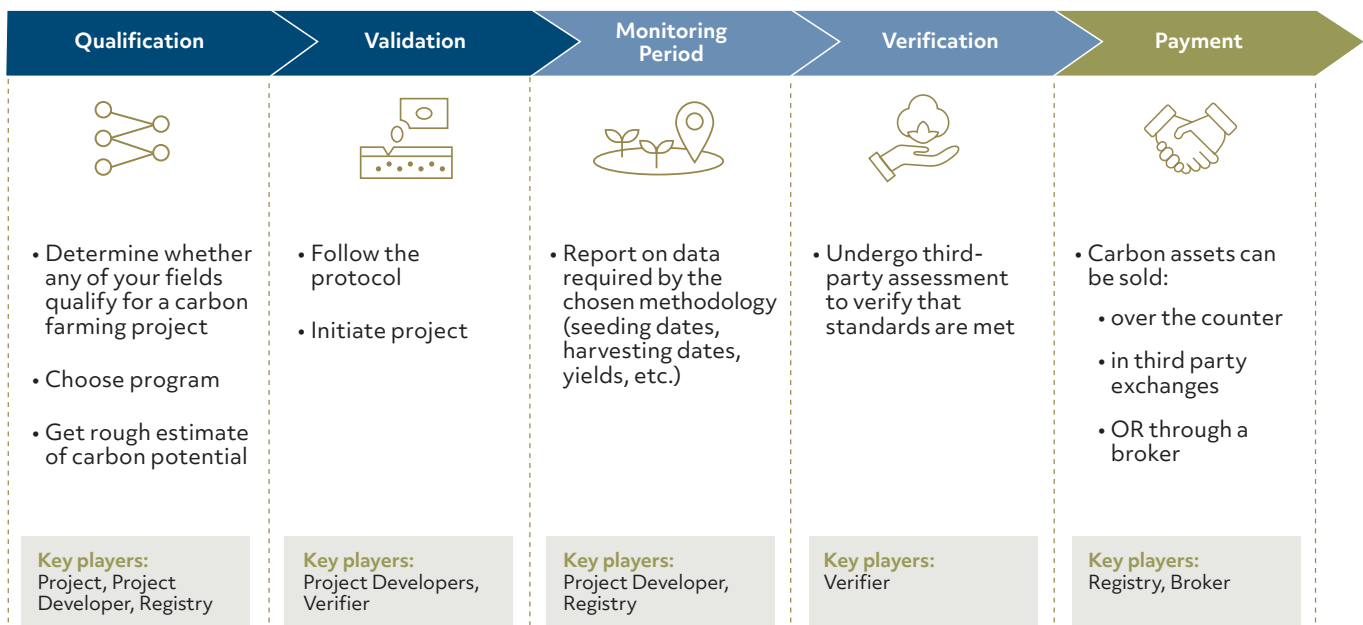 Qualification
Validation
Monitoring
Period
Verification
Payment
• Determine whether
any of your fields
qualify for a carbon
farming project
• Choose program
• Get rough estimate
of carbon potential
• Follow the
protocol
• Initiate project
• Report on data
required by the
chosen methodology
(seeding dates,
harvesting dates,
yields, etc.)
• Undergo third-
party assessment
to verify that
standards are met
• Carbon assets can
be sold:
• over the counter
• in third party
exchanges
• OR through a
broker
Key players:
Project, Project
Developer, Registry
Key players:
Project Developers,
Verifier
Key players:
Project Developer,
Registry
Key players:
Verifier
Key players:
Registry, Broker